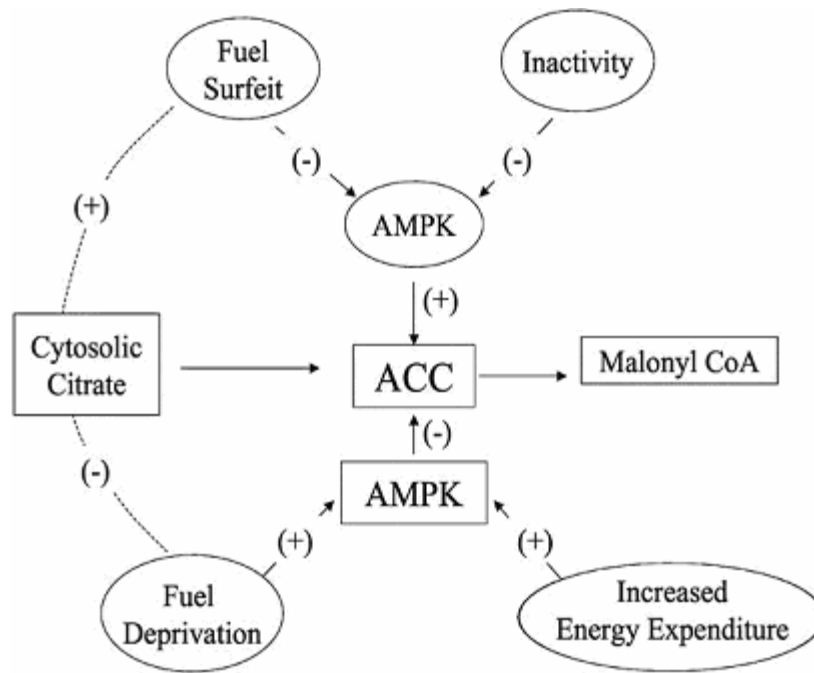 Fuel
Surfeit
Inactivity
(-)
(-)
(+)
AMPK
(+)
Cytosolic
Citrate
ACC
Malonyl CoA
(-)
(-)
AMPK
(+)
(+)
Fuel
Deprivation
Increased
Energy Expenditure